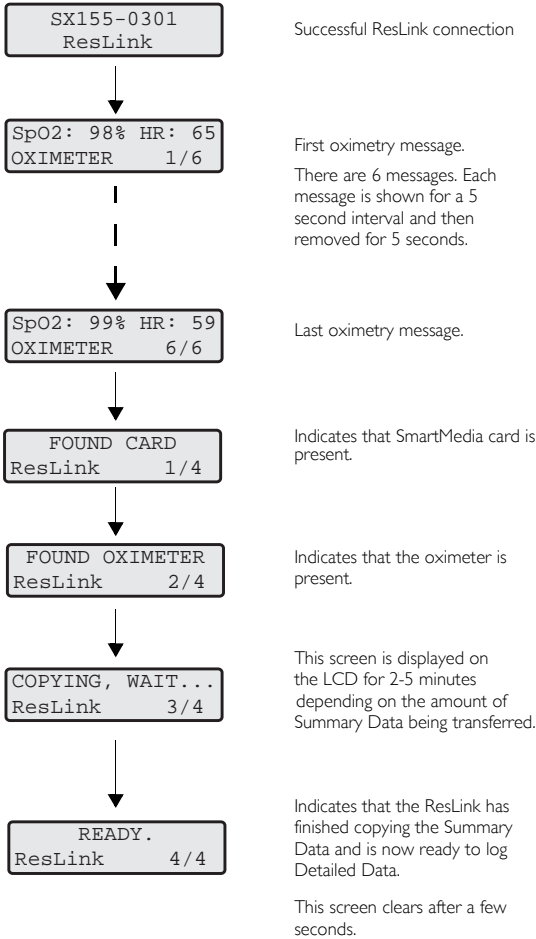 SX155-0301
ResLink
Successful ResLink connection
SpO2: 98% HR: 65
OXIMETER 1/6
First oximetry message.
There are 6 messages. Each
message is shown for a 5
second interval and then
removed for 5 seconds.
SpO2: 99% HR: 59
OXIMETER 6/6
Last oximetry message.
FOUND CARD
ResLink 1/4
Indicates that SmartMedia card is
present.
FOUND OXIMETER
ResLink 2/4
Indicates that the oximeter is
present.
COPYING, WAIT...
ResLink 3/4
This screen is displayed on
the LCD for 2-5 minutes
depending on the amount of
Summary Data being transferred.
READY.
ResLink 4/4
Indicates that the ResLink has
finished copying the Summary
Data and is now ready to log
Detailed Data.
This screen clears after a few
seconds.